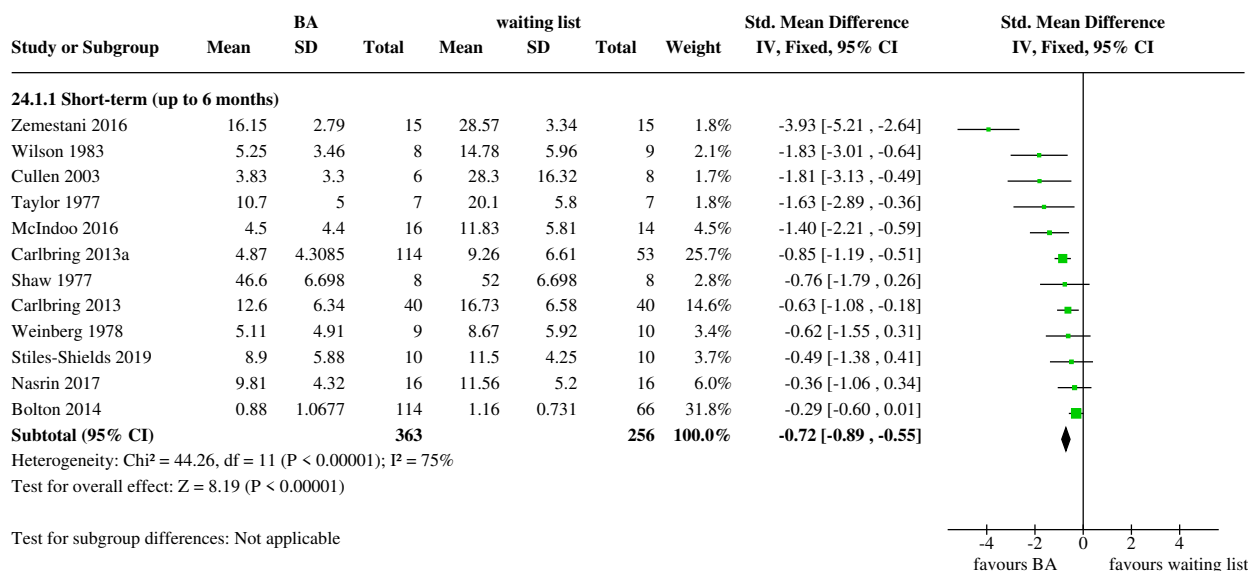 BA waiting list Std. Mean Difference Std. Mean Difference
Study or Subgroup Mean SD Total Mean SD Total Weight IV, Fixed, 95% CI IV, Fixed, 95% CI
24.1.1 Short-term (up to 6 months)
Zemestani 2016 16.15 2.79 15 28.57 3.34 15 1.8% -3.93 [-5.21 , -2.64]
Wilson 1983 5.25 3.46 8 14.78 5.96 9 2.1% -1.83 [-3.01 , -0.64]
Cullen 2003 3.83 3.3 6 28.3 16.32 8 1.7% -1.81 [-3.13 , -0.49]
Taylor 1977 10.7 5 7 20.1 5.8 7 1.8% -1.63 [-2.89 , -0.36]
McIndoo 2016 4.5 4.4 16 11.83 5.81 14 4.5% -1.40 [-2.21 , -0.59]
Carlbring 2013a 4.87 4.3085 114 9.26 6.61 53 25.7% -0.85 [-1.19 , -0.51]
Shaw 1977 46.6 6.698 8 52 6.698 8 2.8% -0.76 [-1.79 , 0.26]
Carlbring 2013 12.6 6.34 40 16.73 6.58 40 14.6% -0.63 [-1.08 , -0.18]
Weinberg 1978 5.11 4.91 9 8.67 5.92 10 3.4% -0.62 [-1.55 , 0.31]
Stiles-Shields 2019 8.9 5.88 10 11.5 4.25 10 3.7% -0.49 [-1.38 , 0.41]
Nasrin 2017 9.81 4.32 16 11.56 5.2 16 6.0% -0.36 [-1.06 , 0.34]
Bolton 2014 0.88 1.0677 114 1.16 0.731 66 31.8% -0.29 [-0.60 , 0.01]
Subtotal (95% CI) 363 256 100.0% -0.72 [-0.89 , -0.55]
Heterogeneity: Chi² = 44.26, df = 11 (P < 0.00001); I² = 75%
Test for overall effect: Z = 8.19 (P < 0.00001)
Test for subgroup differences: Not applicable
-4 -2 0 2 4
favours BA favours waiting list